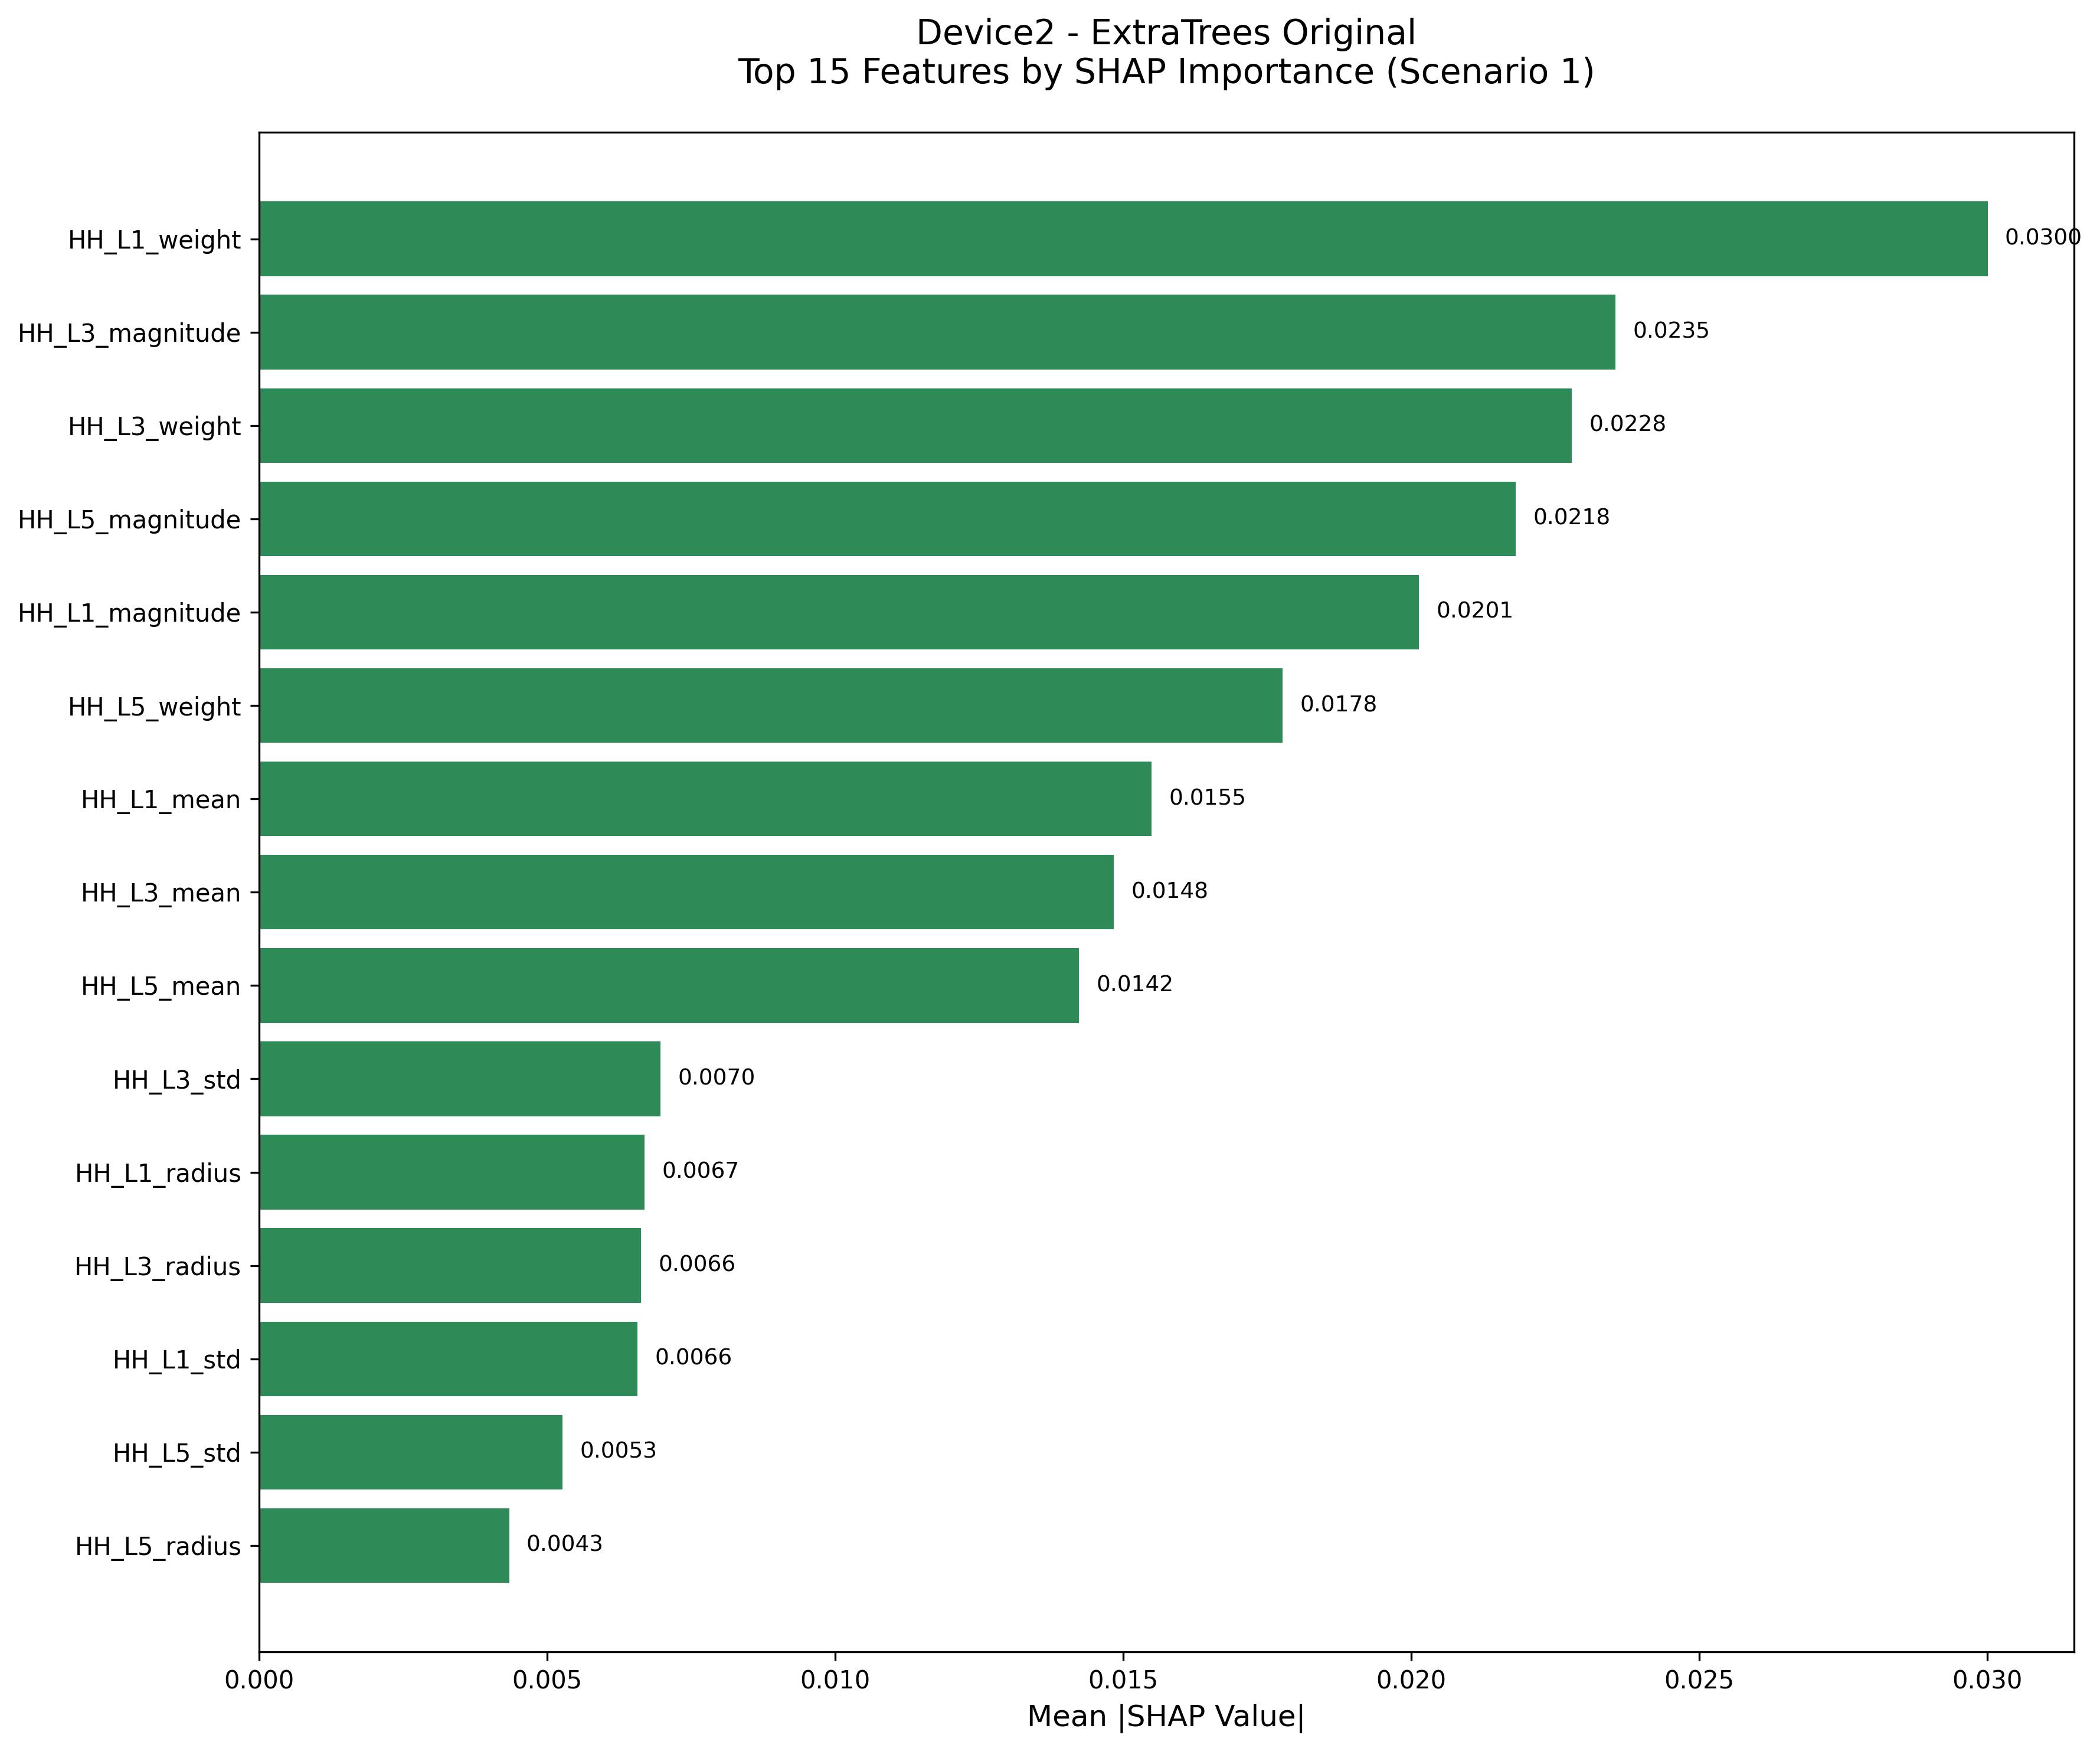 Device2 - ExtraTrees Original
Top 15 Features by SHAP Importance (Scenario 1)
HH_L1_weight 0.0300
HH_L3_magnitude 0.0235
HH_L3_weight 0.0228
HH_L5_magnitude 0.0218
HH_L1_magnitude 0.0201
HH_L5_weight 0.0178
HH_L1_mean 0.0155
HH_L3_mean 0.0148
HH_L5_mean 0.0142
HH_L3_std 0.0070
HH_L1_radius 0.0067
HH_L3_radius 0.0066
HH_L1_std 0.0066
HH_L5_std 0.0053
HH_L5_radius 0.0043
0.000 0.005 0.010 0.015 0.020 0.025 0.030
Mean |SHAP Value|